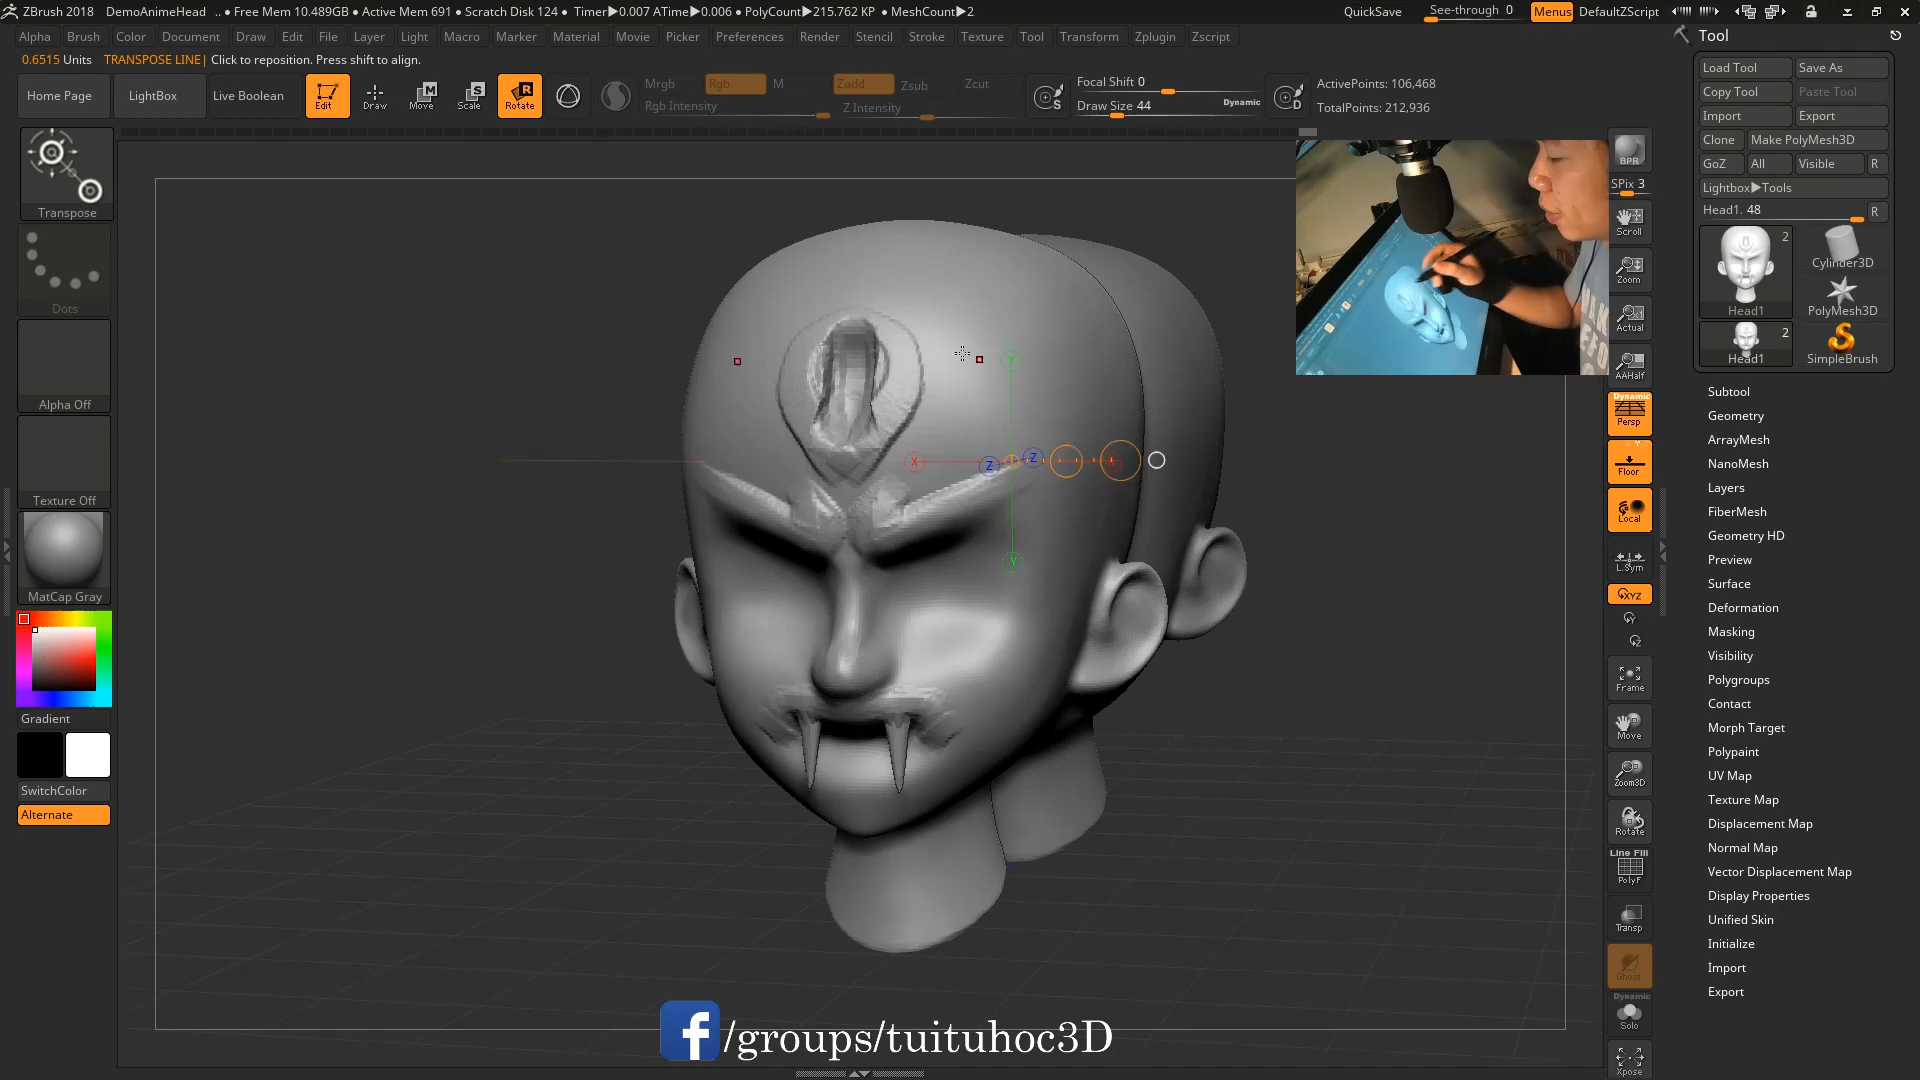 ZBrush 2018 DemoAnimeHead .. ● Free Mem 10.489GB ● Active Mem 691 ● Scratch Disk 124 ● Timer▶0.007 ATime▶0.006 ● PolyCount▶215.762 KP ● MeshCount▶2 QuickSave See-through 0 Menus DefaultZScript
Alpha Brush Color Document Draw Edit File Layer Light Macro Marker Material Movie Picker Preferences Render Stencil Stroke Texture Tool Transform Zplugin Zscript
0.6515 Units TRANSPOSE LINE| Click to reposition. Press shift to align.
Home Page LightBox Live Boolean Edit Draw Move Scale Rotate
Mrgb Rgb M Zadd Zsub Zcut
Rgb Intensity Z Intensity
Focal Shift 0
Draw Size 44 Dynamic
ActivePoints: 106,468
TotalPoints: 212,936
Transpose
Dots
Alpha Off
Texture Off
MatCap Gray
Gradient
SwitchColor
Alternate
X Y Z Z Y
BPR
SPix 3
Scroll
Zoom
Actual
AAHalf
Dynamic
Persp
Floor
Local
L.Sym
XYZ
Y
Z
Frame
Move
Zoom3D
Rotate
Line Fill
PolyF
Transp
Ghost
Dynamic
Solo
Xpose
Tool
Load Tool Save As
Copy Tool Paste Tool
Import Export
Clone Make PolyMesh3D
GoZ All Visible R
Lightbox▶Tools
Head1. 48 R
2
Cylinder3D
Head1 PolyMesh3D
2
Head1 SimpleBrush
Subtool
Geometry
ArrayMesh
NanoMesh
Layers
FiberMesh
Geometry HD
Preview
Surface
Deformation
Masking
Visibility
Polygroups
Contact
Morph Target
Polypaint
UV Map
Texture Map
Displacement Map
Normal Map
Vector Displacement Map
Display Properties
Unified Skin
Initialize
Import
Export
f/groups/tuituhoc3D